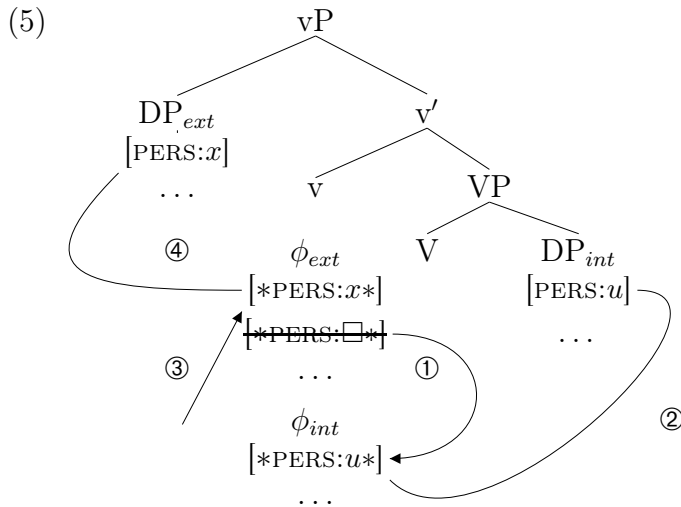 (5)
vP
DP_ext
v′
[PERS:x]
. . .
v
VP
④
ϕ_ext
V
DP_int
[∗PERS:x∗]
[PERS:u]
[∗PERS:□∗]
. . .
③
①
. . .
ϕ_int
②
[∗PERS:u∗]
. . .